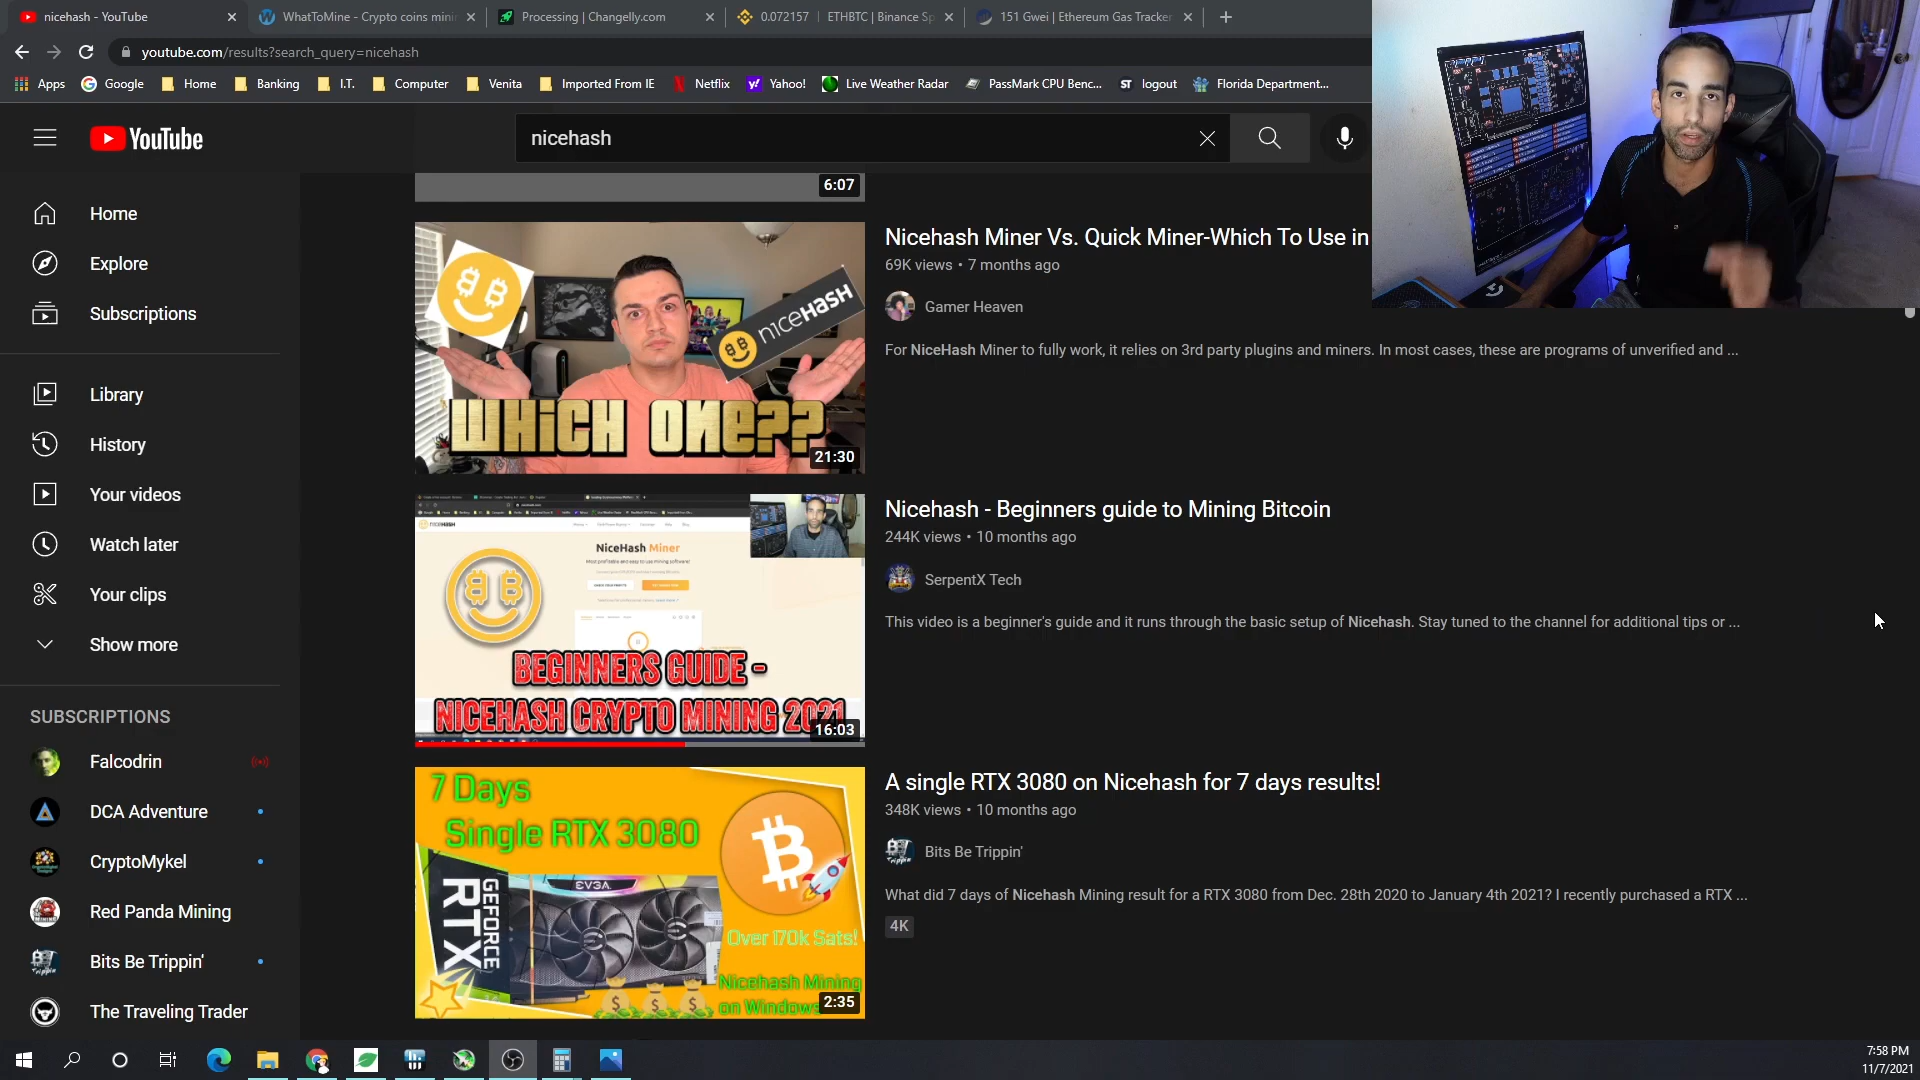 nicehash - YouTube
WhatToMine - Crypto coins minin
Processing | Changelly.com
0.072157 | ETHBTC | Binance Sp
151 Gwei | Ethereum Gas Tracker
youtube.com/results?search_query=nicehash
Apps
Google
Home
Banking
I.T.
Computer
Venita
Imported From IE
Netflix
Yahoo!
Live Weather Radar
PassMark CPU Benc...
ST logout
Florida Department...
YouTube
nicehash
Home
Explore
Subscriptions
Library
History
Your videos
Watch later
Your clips
Show more
SUBSCRIPTIONS
Falcodrin
DCA Adventure
CryptoMykel
Red Panda Mining
Bits Be Trippin'
The Traveling Trader
6:07
niceHASH
WHiCH ONe??
21:30
Nicehash Miner Vs. Quick Miner-Which To Use in
69K views • 7 months ago
Gamer Heaven
For NiceHash Miner to fully work, it relies on 3rd party plugins and miners. In most cases, these are programs of unverified and ...
NICEHASH
NiceHash Miner
BEGINNERS GUIDE -
NICEHASH CRYPTO MINING 2021
16:03
Nicehash - Beginners guide to Mining Bitcoin
244K views • 10 months ago
SerpentX Tech
This video is a beginner's guide and it runs through the basic setup of Nicehash. Stay tuned to the channel for additional tips or ...
7 Days
Single RTX 3080
GEFORCE
RTX
EVGA
Over 170k Sats!
Nicehash Mining
on Windows
2:35
A single RTX 3080 on Nicehash for 7 days results!
348K views • 10 months ago
Bits Be Trippin'
What did 7 days of Nicehash Mining result for a RTX 3080 from Dec. 28th 2020 to January 4th 2021? I recently purchased a RTX ...
4K
7:58 PM
11/7/2021